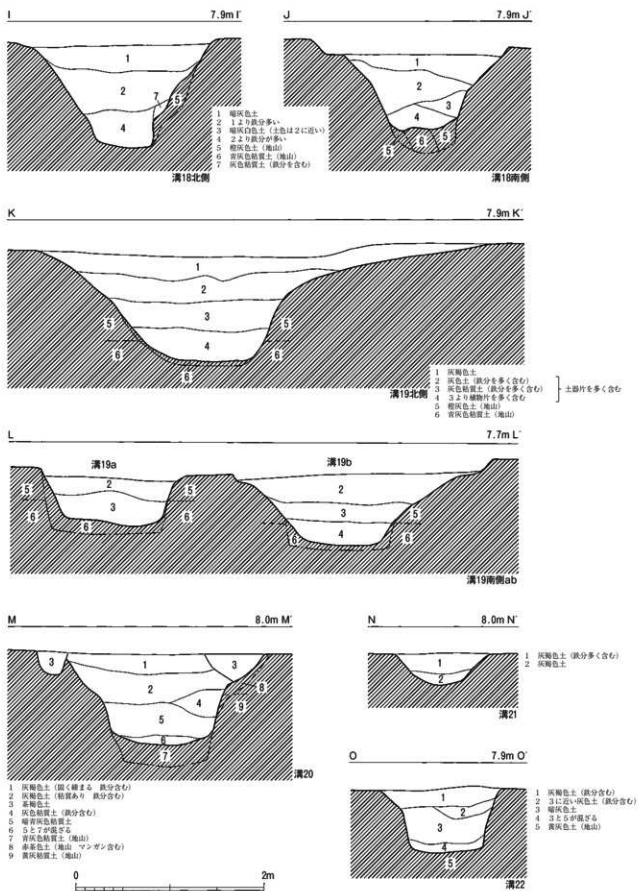 I 7.9m I´
1
2
7
5
4
1 暗灰色土
2 1より鉄分多い
3 暗灰白色土（土色は2に近い）
4 2より鉄分が多い
5 橙灰色土（地山）
6 青灰色粘質土（地山）
7 灰色粘質土（鉄分を含む）
溝18北側
J 7.9m J´
1
2
3
4
5 6 5
溝18南側
K 7.9m K´
1
2
3
4
5 5
6 6
6
1 灰褐色土
2 灰色土（鉄分を多く含む）
3 灰色粘質土（鉄分を多く含む）
4 3より植物片を多く含む
土器片を多く含む
5 橙灰色土（地山）
6 青灰色粘質土（地山）
溝19北側
L 7.7m L´
溝19a 溝19b
2
3
5 5
6 6
6
2
3
4
5
6 6
溝19南側ab
M 8.0m M´
3 1 3
2
4
5
6
7
8
9
溝20
1 灰褐色土（固く締まる 鉄分含む）
2 灰褐色土（粘質あり 鉄分含む）
3 茶褐色土
4 灰色粘質土（鉄分含む）
5 暗青灰色粘質土
6 5と7が混ざる
7 青灰色粘質土（地山）
8 赤茶色土（地山 マンガン含む）
9 黄灰粘質土（地山）
N 8.0m N´
1
2
1 灰褐色土（鉄分多く含む）
2 灰褐色土
溝21
O 7.9m O´
1
2
3
4
5
1 灰褐色土（鉄分含む）
2 3に近い灰色土（鉄分含む）
3 暗灰色土
4 3と5が混ざる
5 黄灰色土（地山）
溝22
0 2m